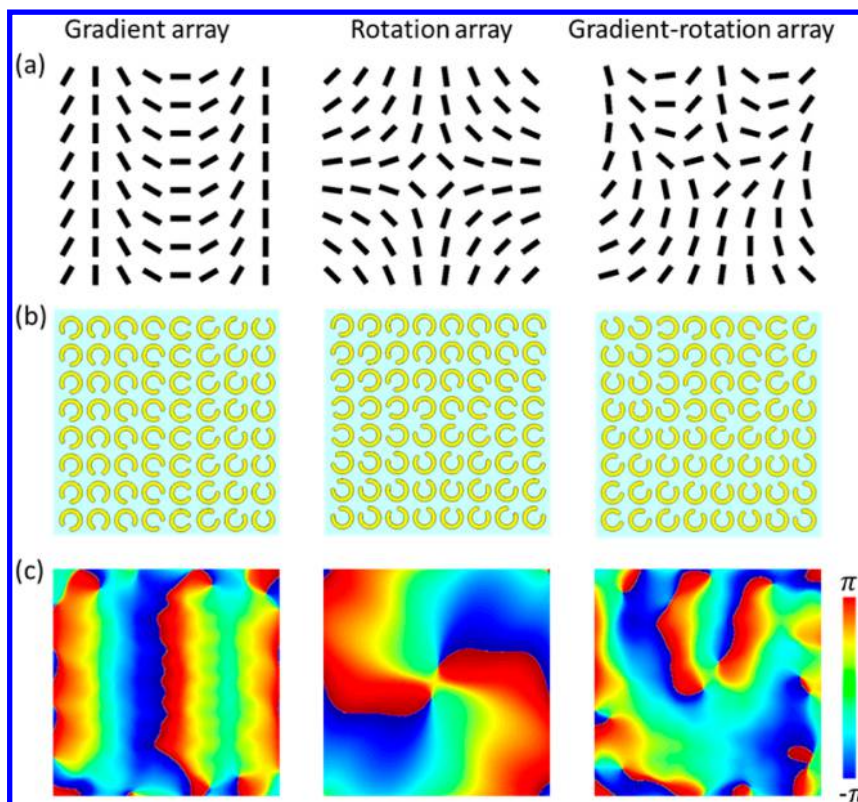 Gradient array Rotation array Gradient-rotation array
(a)
(b)
(c)
π
-π